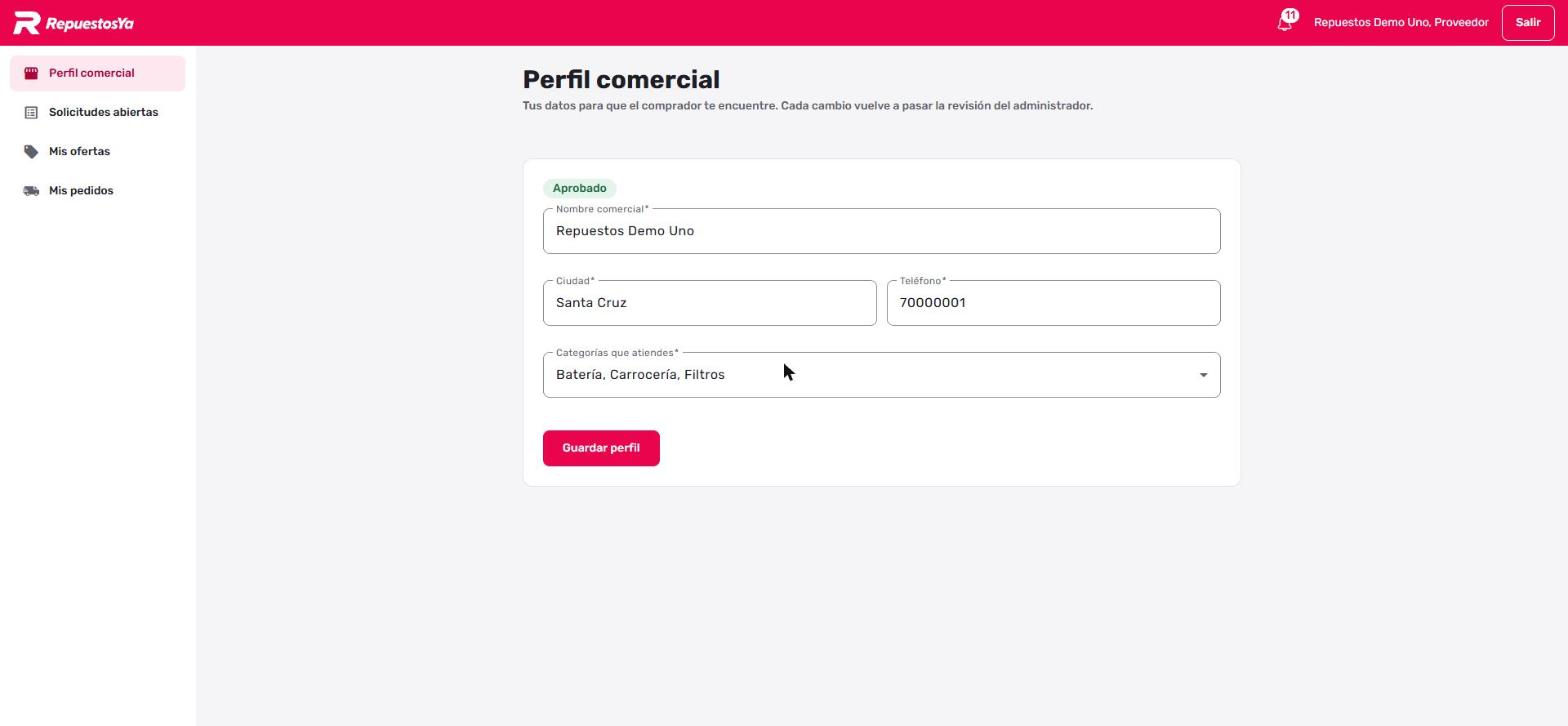 RepuestosYa
11
Repuestos Demo Uno, Proveedor
Salir
Perfil comercial
Solicitudes abiertas
Mis ofertas
Mis pedidos
Perfil comercial
Tus datos para que el comprador te encuentre. Cada cambio vuelve a pasar la revisión del administrador.
Aprobado
Nombre comercial*
Repuestos Demo Uno
Ciudad*
Santa Cruz
Teléfono*
70000001
Categorías que atiendes*
Batería, Carrocería, Filtros
Guardar perfil